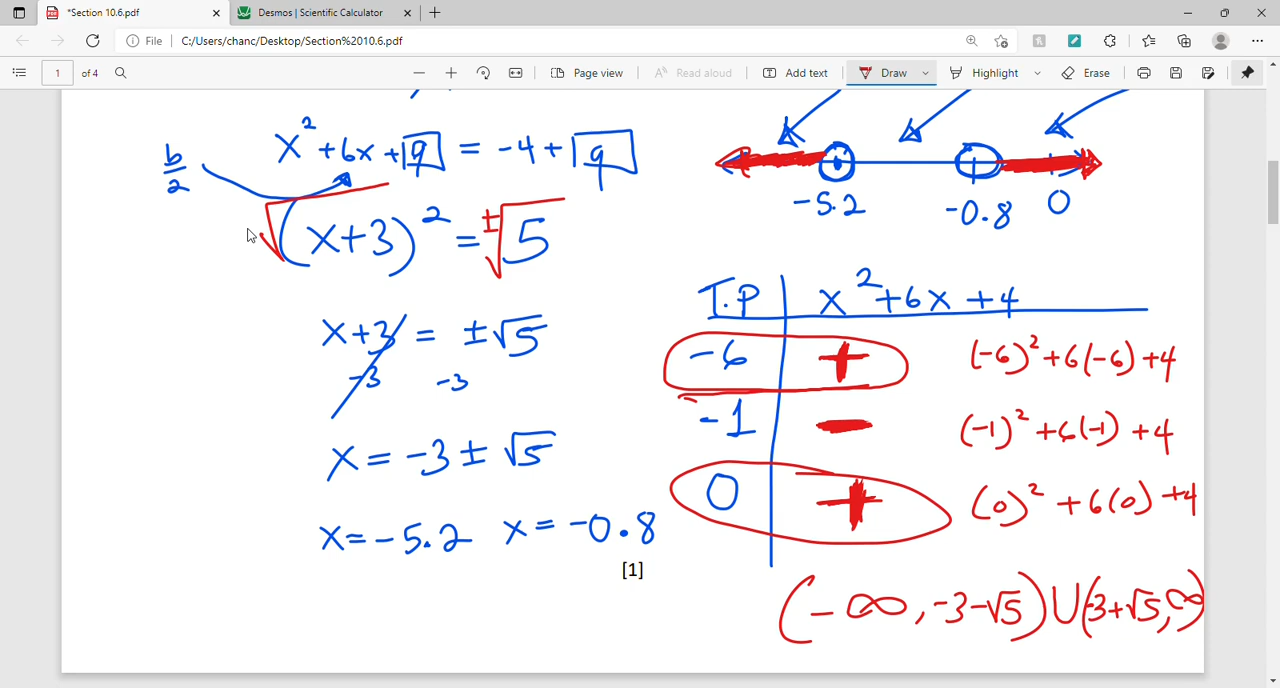 *Section 10.6.pdf
Desmos | Scientific Calculator
File
C:/Users/chanc/Desktop/Section%2010.6.pdf
1 of 4
Page view
Read aloud
Add text
Draw
Highlight
Erase
b/2
x² + 6x + 9 = -4 + 9
√(x+3)² = ±√5
x+3 = ±√5
-3 -3
x = -3 ± √5
x = -5.2 x = -0.8
[1]
-5.2 -0.8 0
T.P x² + 6x + 4
-6 + (-6)² + 6(-6) + 4
-1 - (-1)² + 6(-1) + 4
0 + (0)² + 6(0) + 4
(-∞, -3-√5) ∪ (-3+√5, ∞)